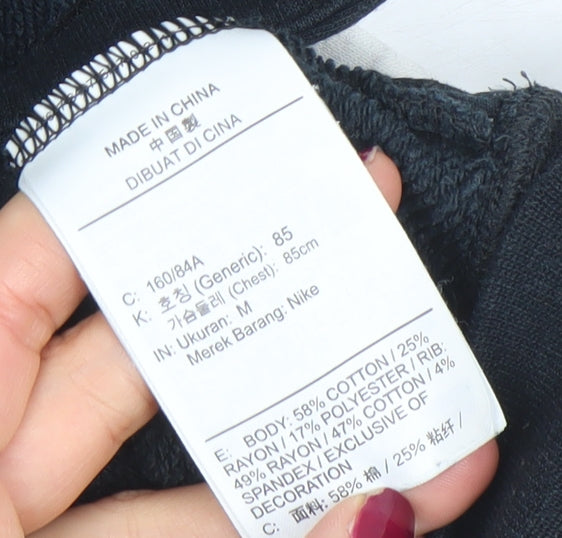 MADE IN CHINA
中国製
DIBUAT DI CINA
C: 160/84A
K: 호칭 (Generic): 85
가슴둘레 (Chest): 85cm
IN: Ukuran: M
Merek Barang: Nike
E: BODY: 58% COTTON / 25%
RAYON / 17% POLYESTER / RIB:
49% RAYON / 47% COTTON / 4%
SPANDEX / EXCLUSIVE OF
DECORATION
C: 面料: 58% 棉 / 25% 粘纤 /